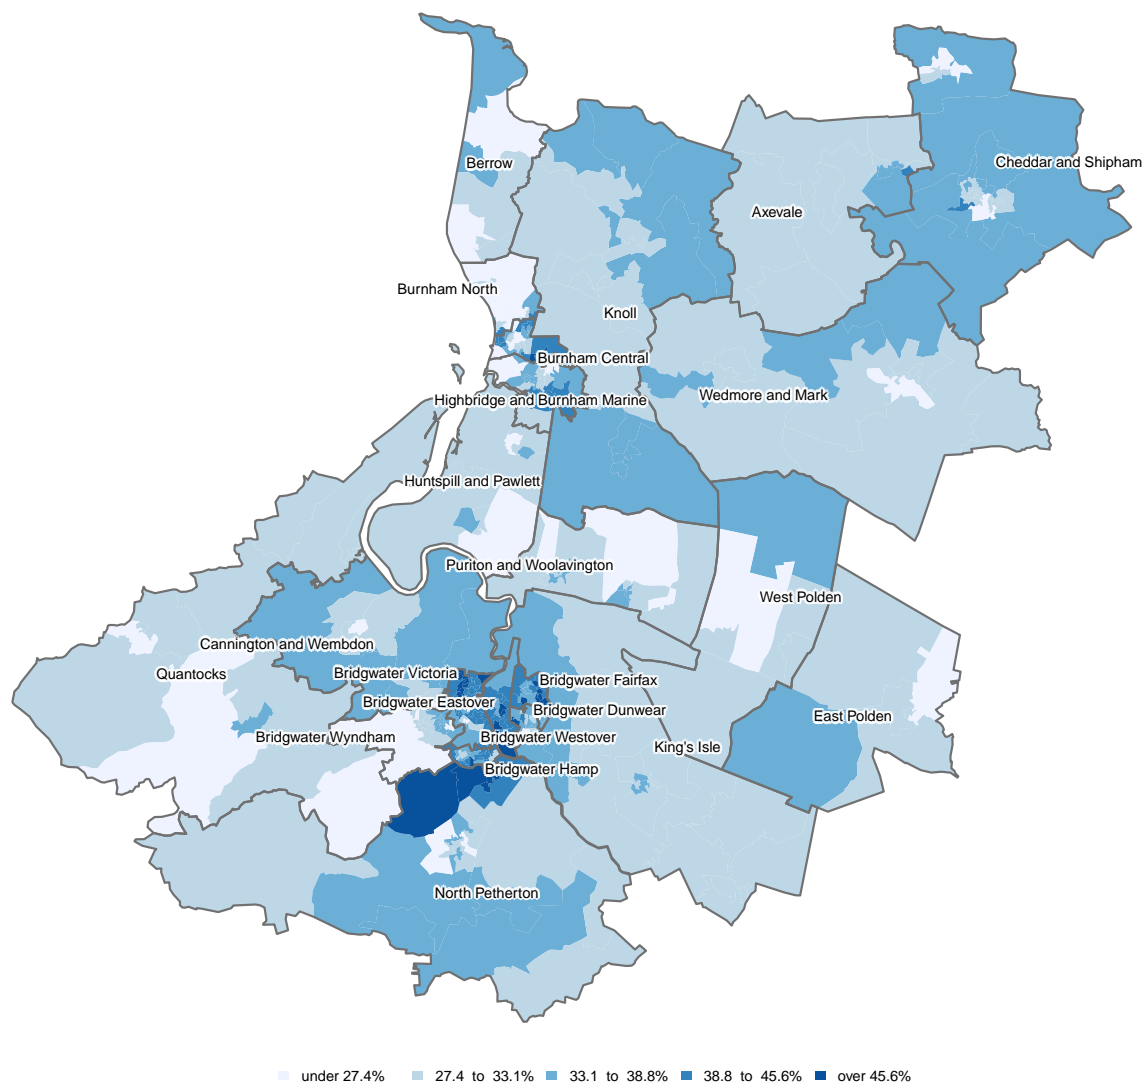 Berrow
Cheddar and Shipham
Axevale
Burnham North
Knoll
Burnham Central
Wedmore and Mark
Highbridge and Burnham Marine
Huntspill and Pawlett
Puriton and Woolavington
West Polden
Cannington and Wembdon
Quantocks
Bridgwater Victoria
Bridgwater Fairfax
Bridgwater Eastover
Bridgwater Dunwear
East Polden
Bridgwater Wyndham
Bridgwater Westover
King's Isle
Bridgwater Hamp
North Petherton
under 27.4% 27.4 to 33.1% 33.1 to 38.8% 38.8 to 45.6% over 45.6%